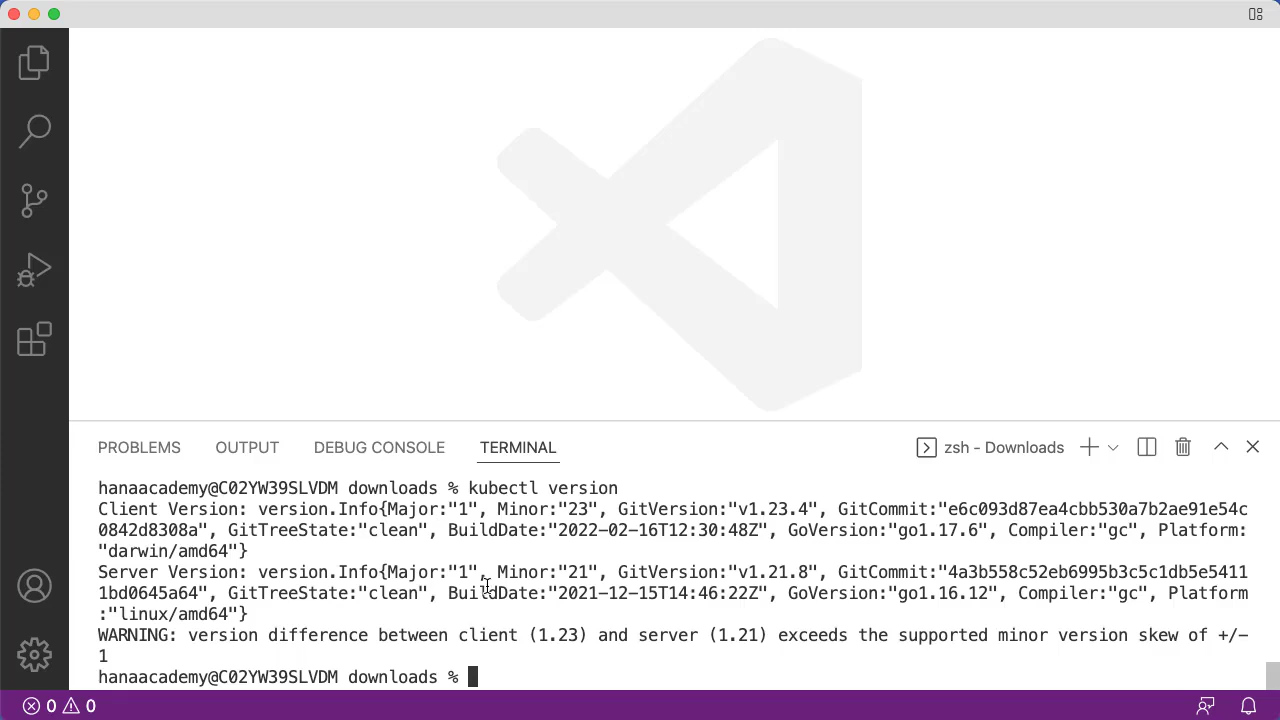 PROBLEMS OUTPUT DEBUG CONSOLE TERMINAL zsh - Downloads
hanaacademy@C02YW39SLVDM downloads % kubectl version
Client Version: version.Info{Major:"1", Minor:"23", GitVersion:"v1.23.4", GitCommit:"e6c093d87ea4cbb530a7b2ae91e54c
0842d8308a", GitTreeState:"clean", BuildDate:"2022-02-16T12:30:48Z", GoVersion:"go1.17.6", Compiler:"gc", Platform:
"darwin/amd64"}
Server Version: version.Info{Major:"1", Minor:"21", GitVersion:"v1.21.8", GitCommit:"4a3b558c52eb6995b3c5c1db5e5411
1bd0645a64", GitTreeState:"clean", BuildDate:"2021-12-15T14:46:22Z", GoVersion:"go1.16.12", Compiler:"gc", Platform
:"linux/amd64"}
WARNING: version difference between client (1.23) and server (1.21) exceeds the supported minor version skew of +/-
1
hanaacademy@C02YW39SLVDM downloads %
0 0